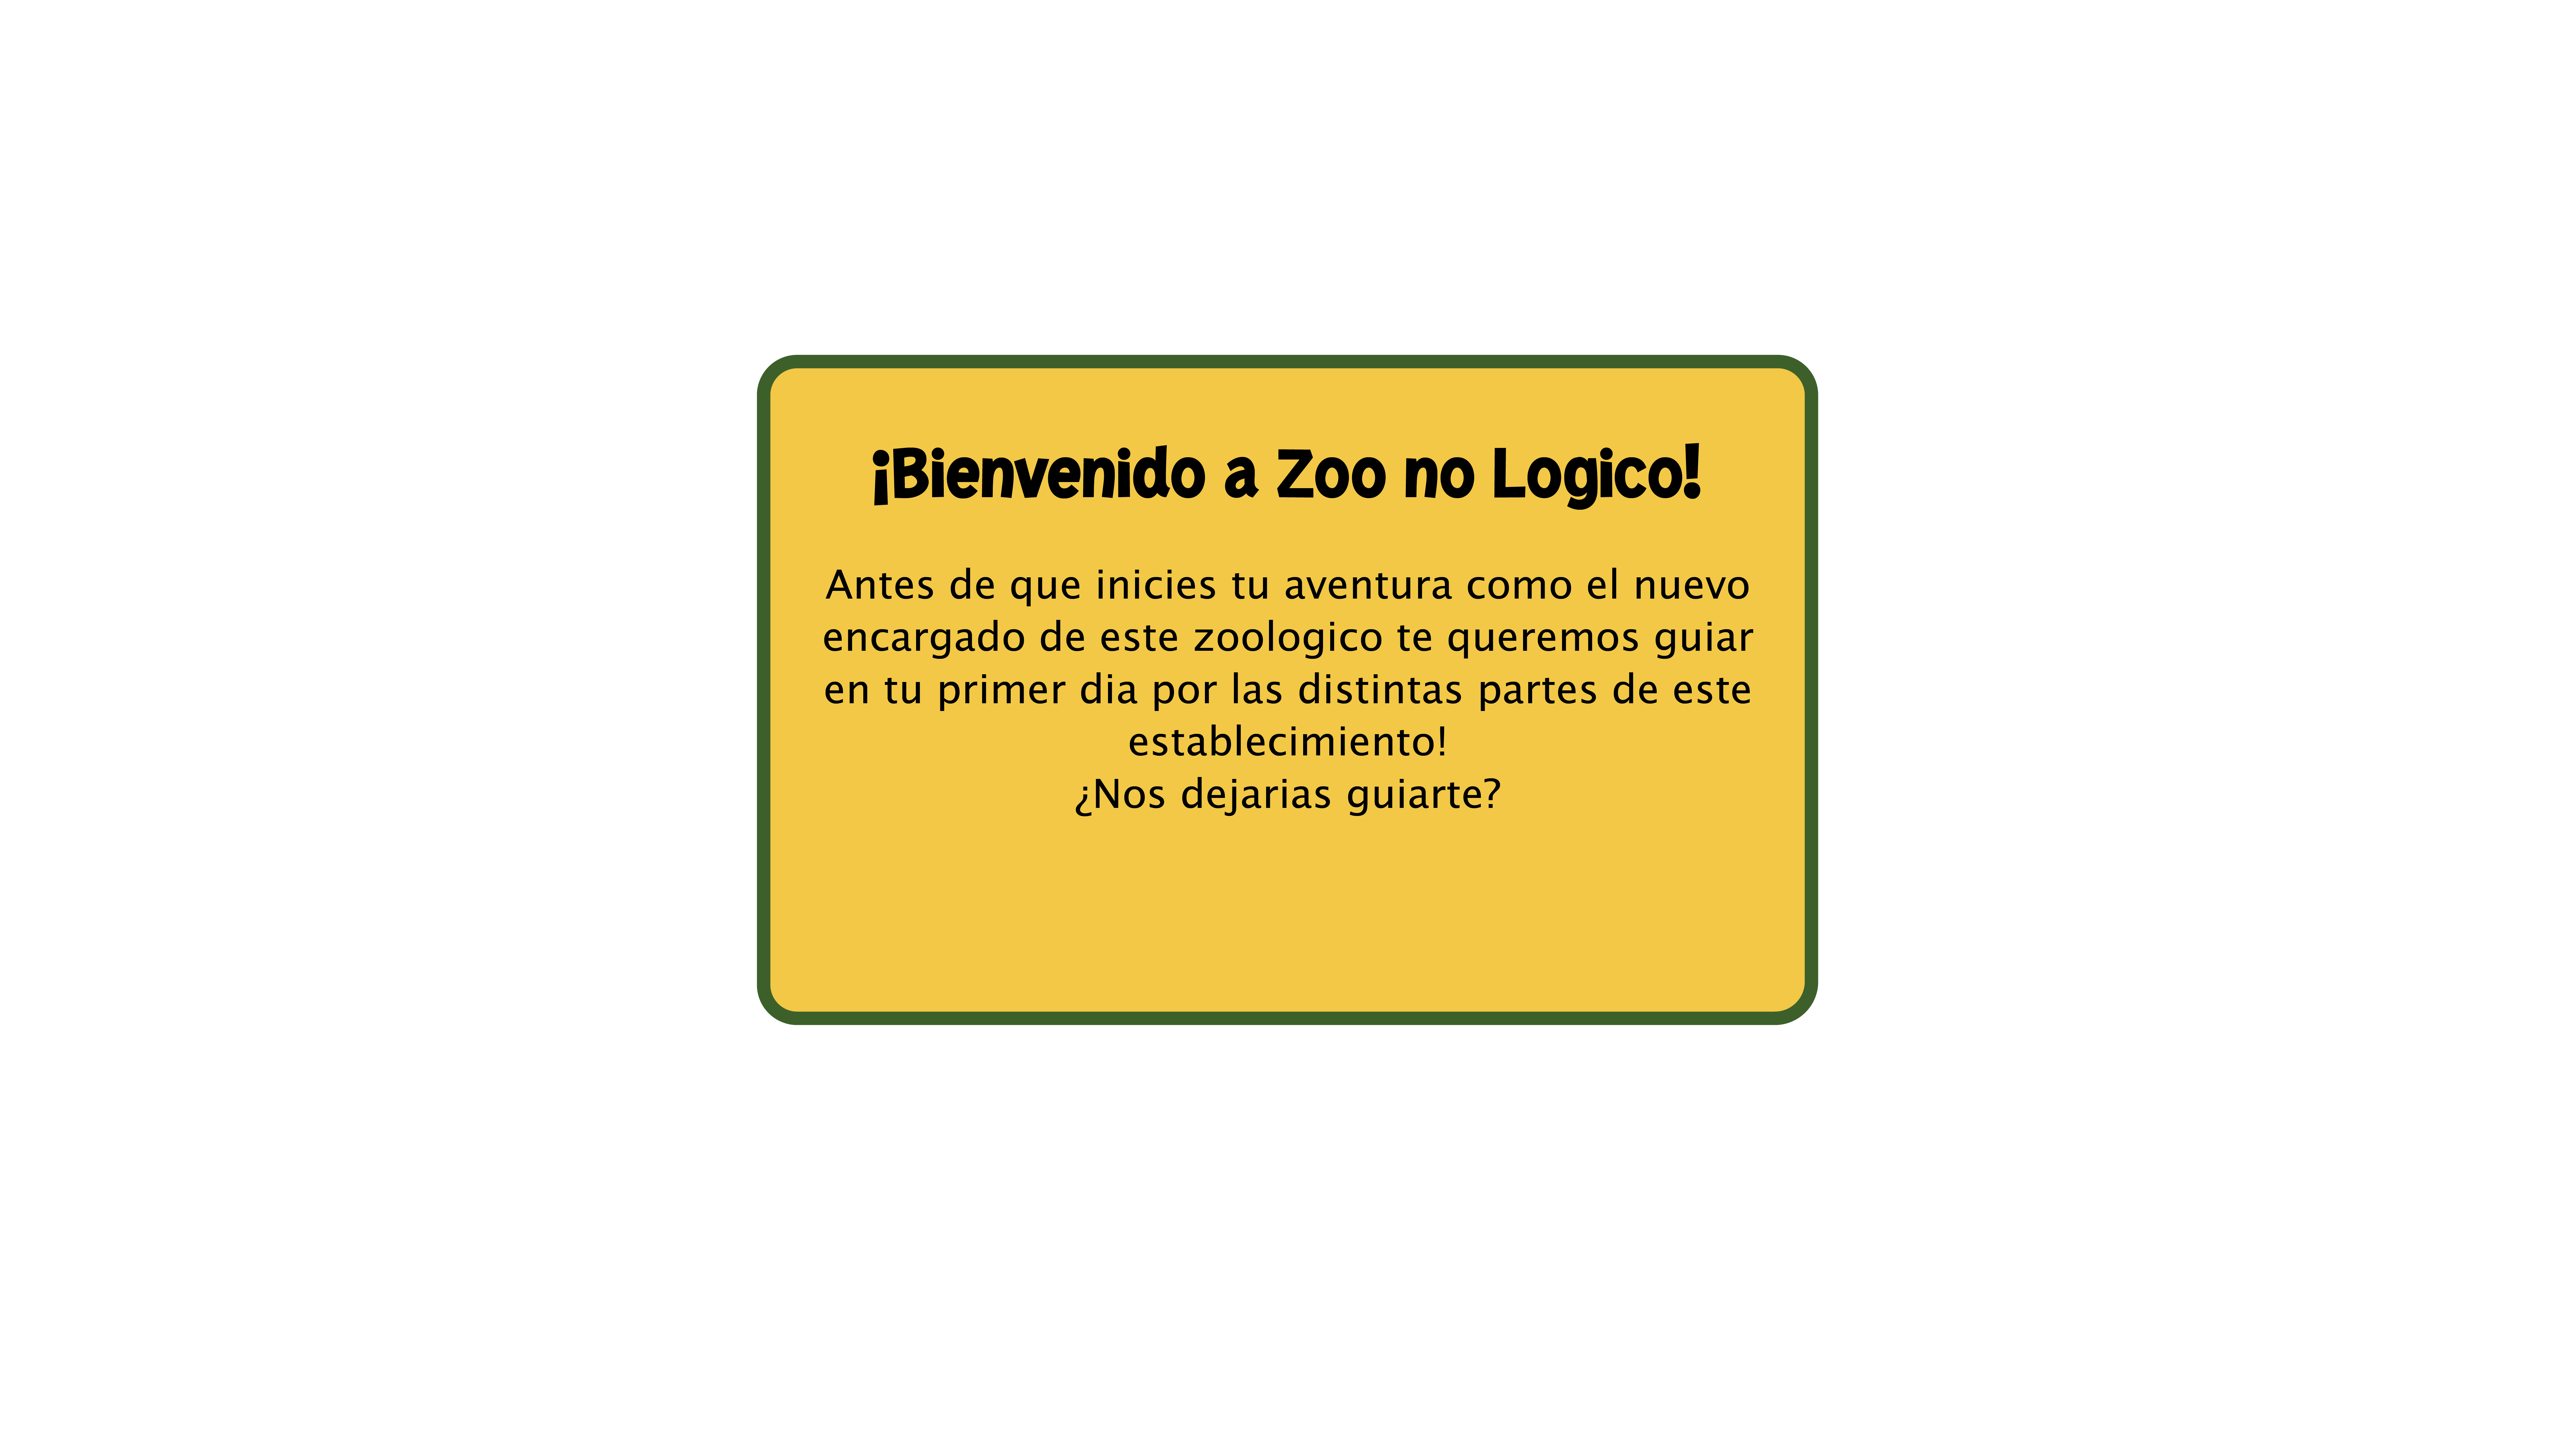 ¡Bienvenido a Zoo no Logico!
Antes de que inicies tu aventura como el nuevo
encargado de este zoologico te queremos guiar
en tu primer dia por las distintas partes de este
establecimiento!
¿Nos dejarias guiarte?